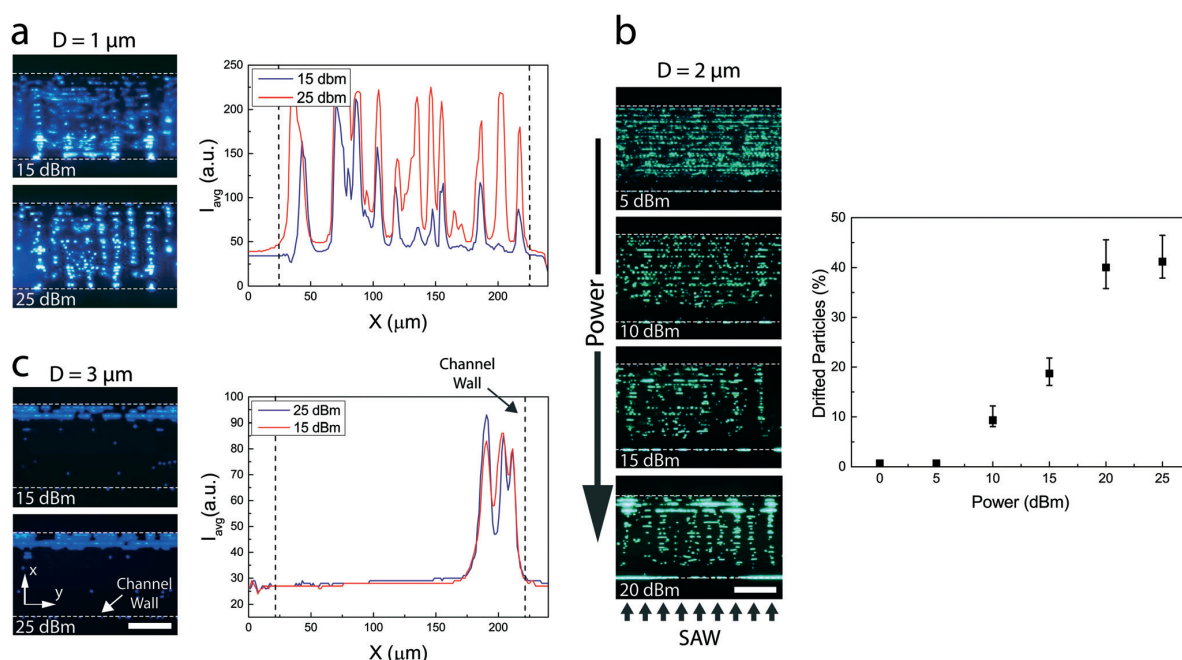 a
D = 1 µm
15 dBm
25 dBm
250
200
150
100
50
0
I_avg (a.u.)
15 dbm
25 dbm
0
50
100
150
200
X (µm)
b
D = 2 µm
Power
5 dBm
10 dBm
15 dBm
20 dBm
SAW
50
40
30
20
10
0
Drifted Particles (%)
0
5
10
15
20
25
Power (dBm)
c
D = 3 µm
15 dBm
x
y
Channel
Wall
25 dBm
Channel
Wall
100
90
80
70
60
50
40
30
20
I_avg (a.u.)
25 dBm
15 dBm
0
50
100
150
200
X (µm)